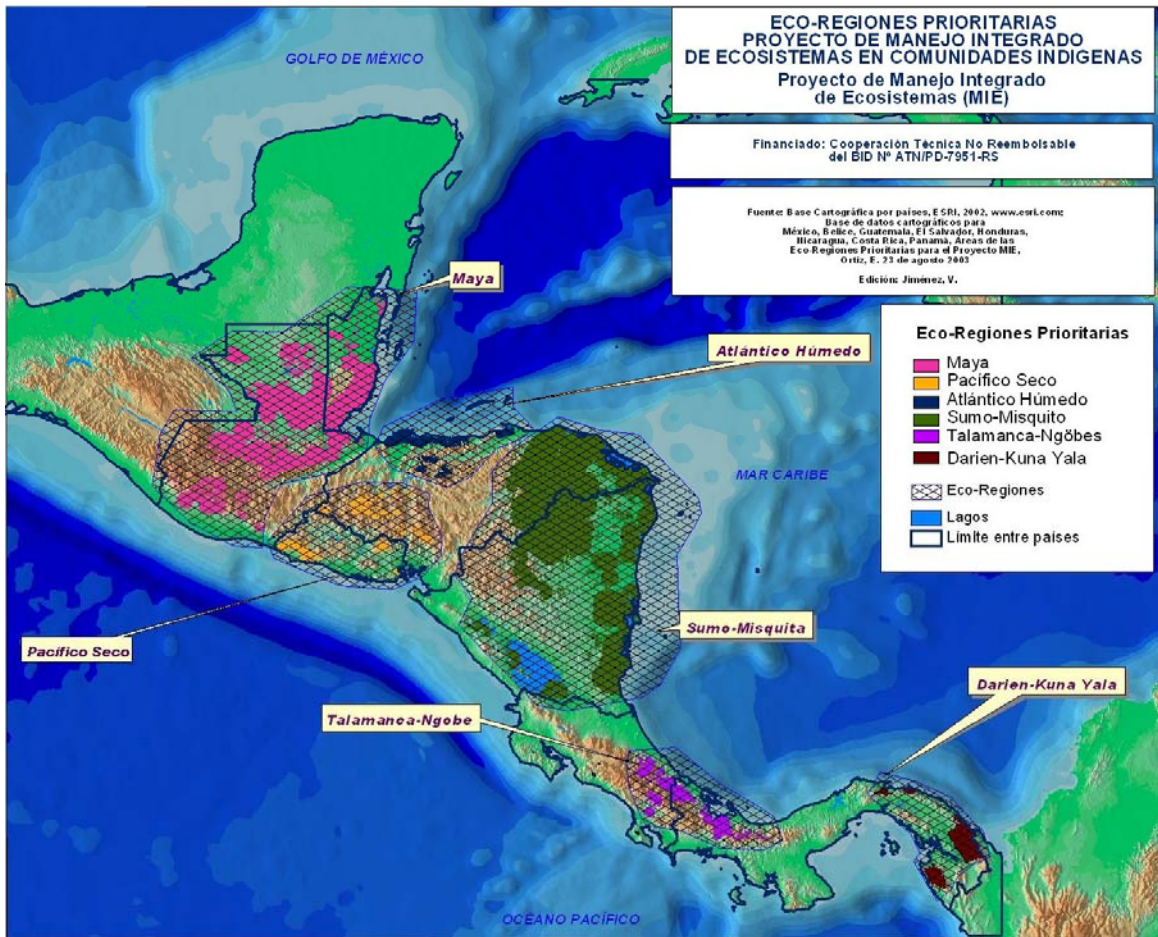 ECO-REGIONES PRIORITARIAS
PROYECTO DE MANEJO INTEGRADO
DE ECOSISTEMAS EN COMUNIDADES INDIGENAS
Proyecto de Manejo Integrado
de Ecosistemas (MIE)
Financiado: Cooperación Técnica No Reembolsable
del BID Nº ATN/PD-7951-RS
Fuente: Base Cartográfica por países, ESRI, 2002, www.esri.com;
Base de datos cartográficos para
México, Belice, Guatemala, El Salvador, Honduras,
Nicaragua, Costa Rica, Panamá, Áreas de las
Eco-Regiones Prioritarias para el Proyecto MIE,
Ortiz, E. 23 de agosto 2003
Edición: Jiménez, V.
GOLFO DE MÉXICO
Maya
Atlántico Húmedo
MAR CARIBE
Sumo-Misquita
Pacífico Seco
Darien-Kuna Yala
Talamanca-Ngobe
OCÉANO PACÍFICO
Eco-Regiones Prioritarias
Maya
Pacífico Seco
Atlántico Húmedo
Sumo-Misquito
Talamanca-Ngöbes
Darien-Kuna Yala
Eco-Regiones
Lagos
Límite entre países